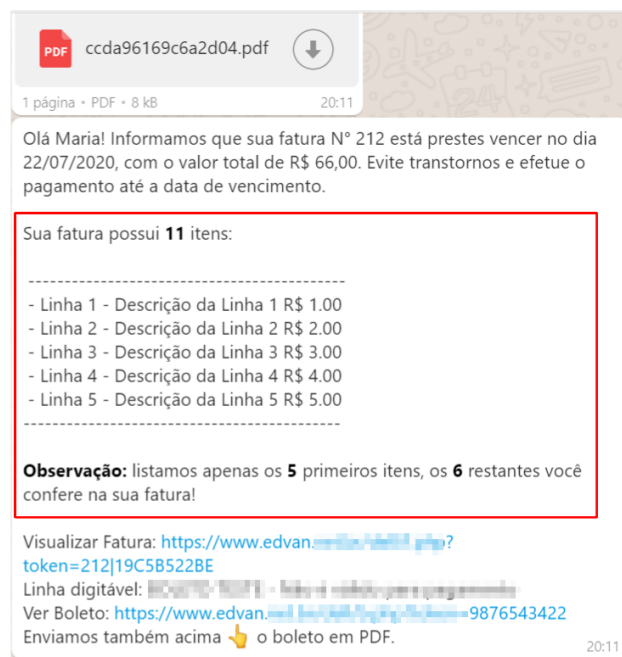 PDF ccda96169c6a2d04.pdf
1 página • PDF • 8 kB 20:11
Olá Maria! Informamos que sua fatura N° 212 está prestes vencer no dia
22/07/2020, com o valor total de R$ 66,00. Evite transtornos e efetue o
pagamento até a data de vencimento.
Sua fatura possui 11 itens:
-------------------------------------------
- Linha 1 - Descrição da Linha 1 R$ 1.00
- Linha 2 - Descrição da Linha 2 R$ 2.00
- Linha 3 - Descrição da Linha 3 R$ 3.00
- Linha 4 - Descrição da Linha 4 R$ 4.00
- Linha 5 - Descrição da Linha 5 R$ 5.00
-------------------------------------------
Observação: listamos apenas os 5 primeiros itens, os 6 restantes você
confere na sua fatura!
Visualizar Fatura: https://www.edvan.
token=212|19C5B522BE
Linha digitável:
Ver Boleto: https://www.edvan. =9876543422
Enviamos também acima 👆 o boleto em PDF.
20:11